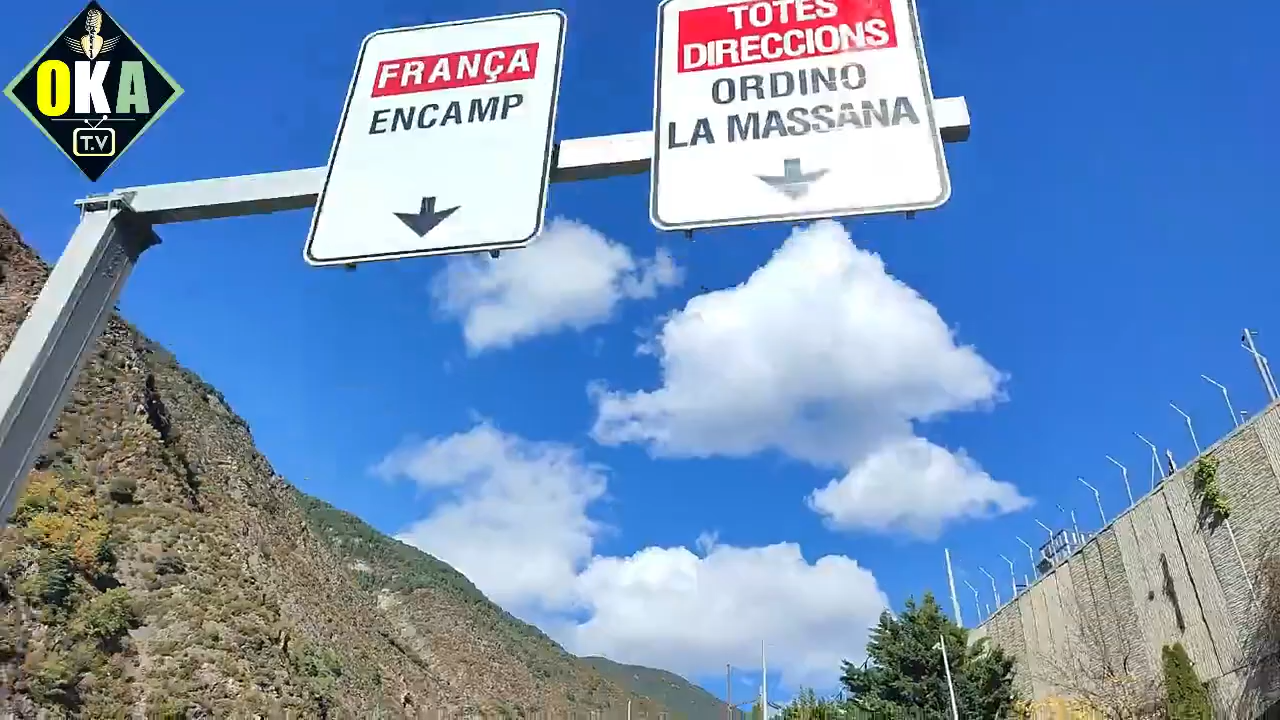 OKA
T.V
FRANÇA
ENCAMP
TOTES
DIRECCIONS
ORDINO
LA MASSANA